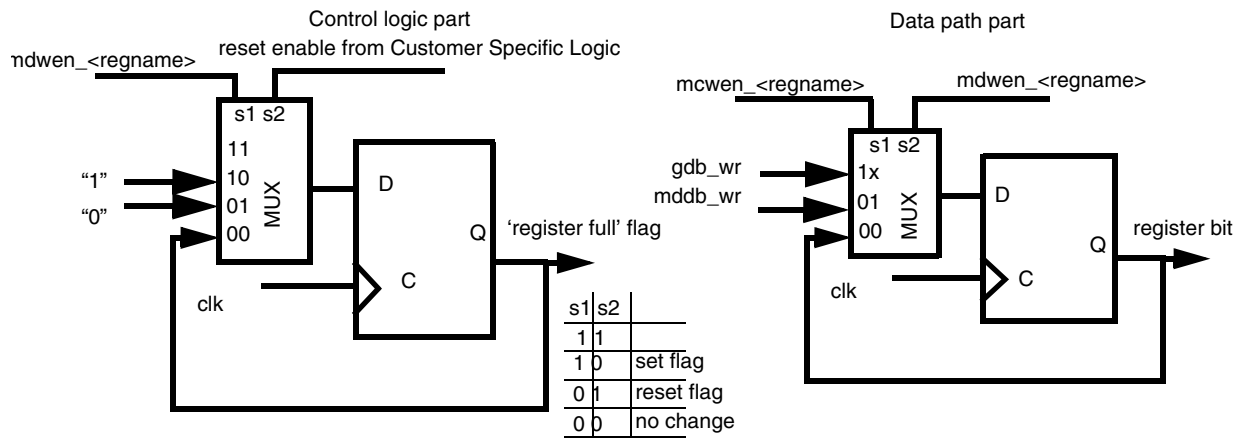 Control logic part
reset enable from Customer Specific Logic
mdwen_<regname>
s1 s2
11
10
01
00
MUX
“1”
“0”
D
Q
C
clk
‘register full’ flag
s1 s2
1 1
1 0 set flag
0 1 reset flag
0 0 no change
Data path part
mcwen_<regname>
mdwen_<regname>
s1 s2
1x
01
00
MUX
gdb_wr
mddb_wr
D
Q
C
clk
register bit